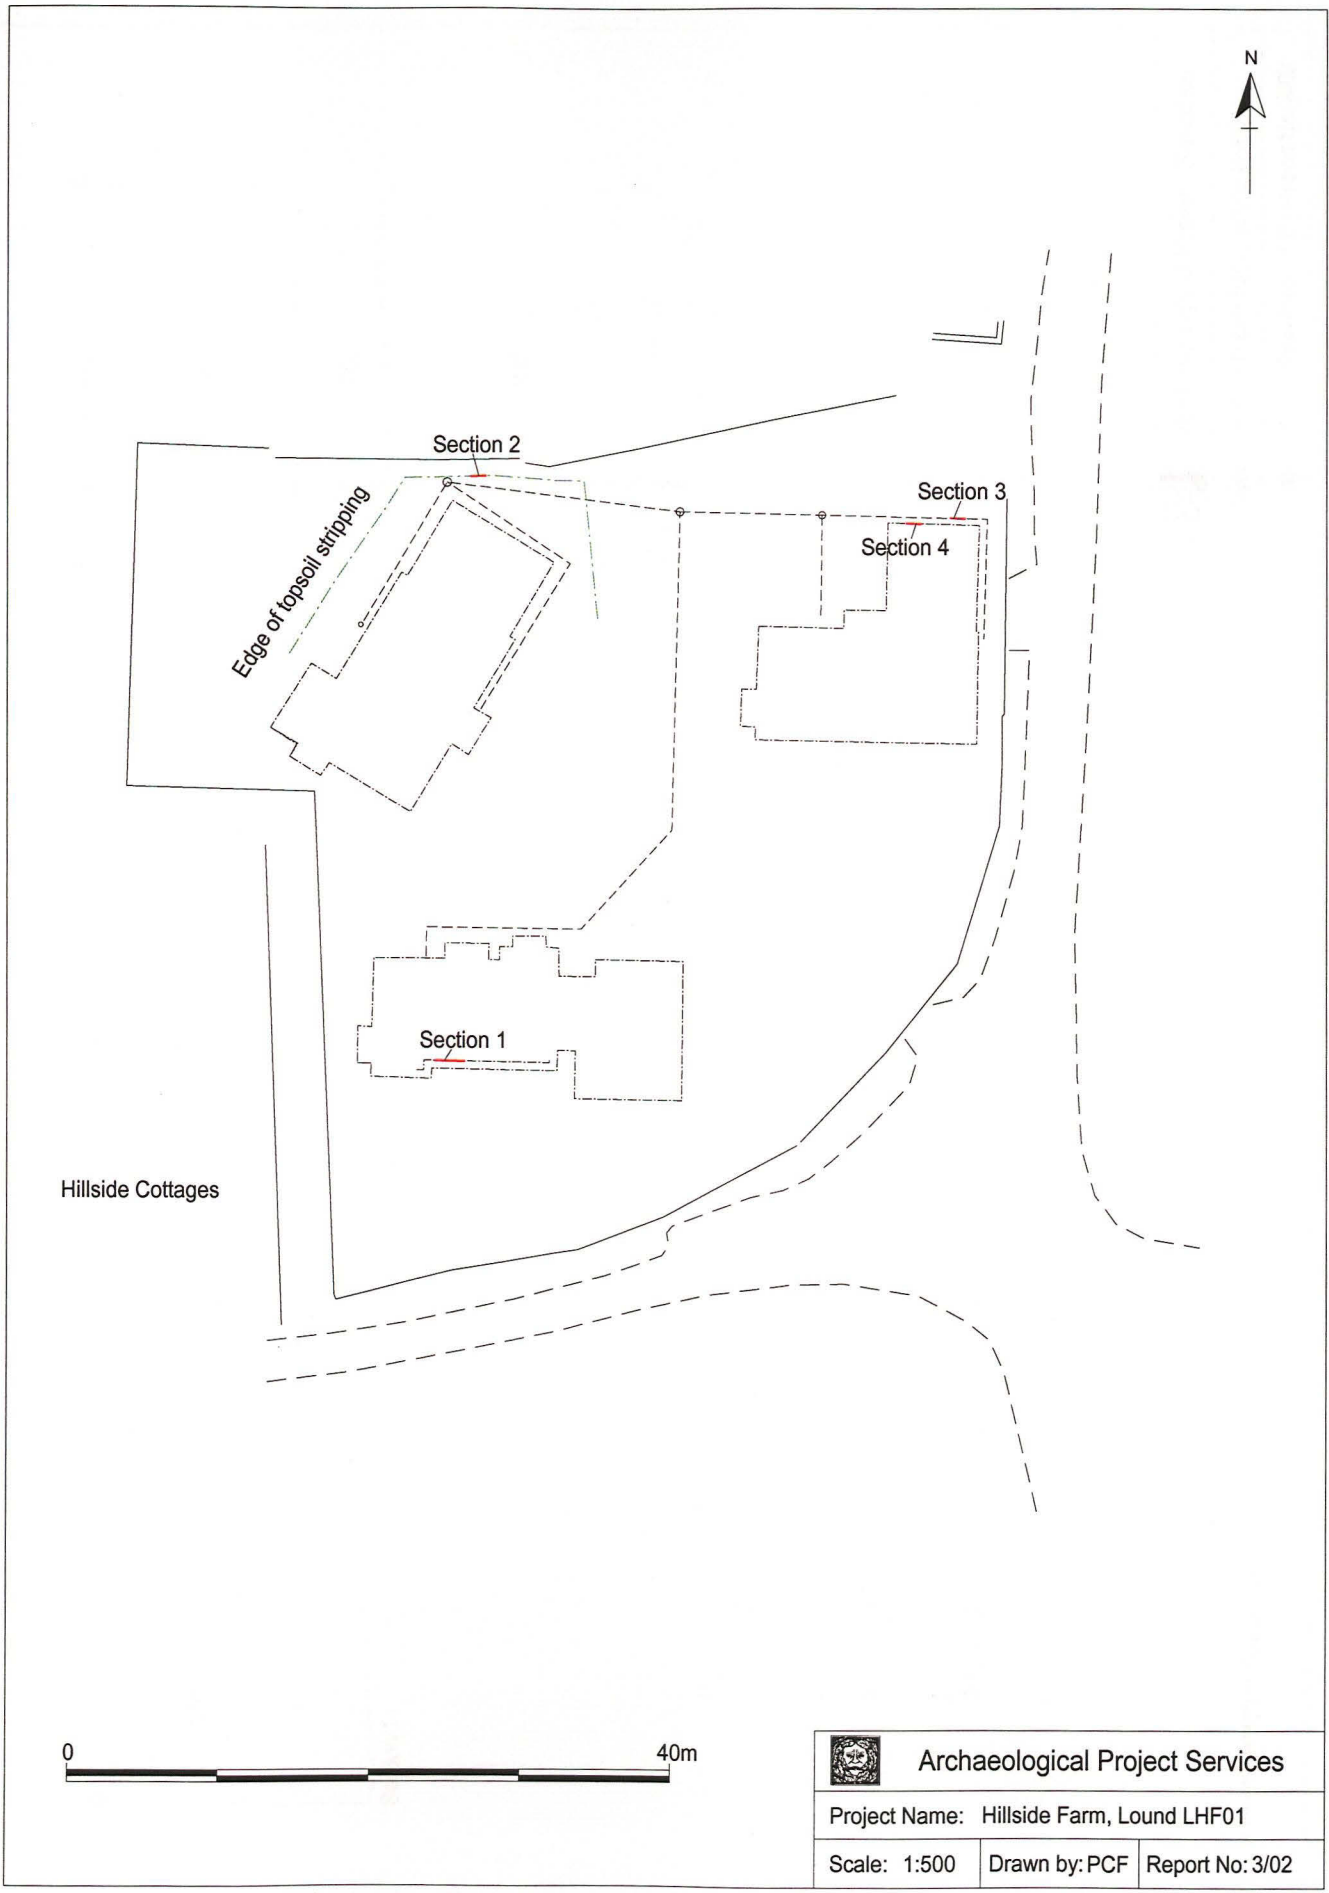 N
Section 2
Section 3
Section 4
Edge of topsoil stripping
Section 1
Hillside Cottages
0 40m
Archaeological Project Services
Project Name: Hillside Farm, Lound LHF01
Scale: 1:500 Drawn by: PCF Report No: 3/02